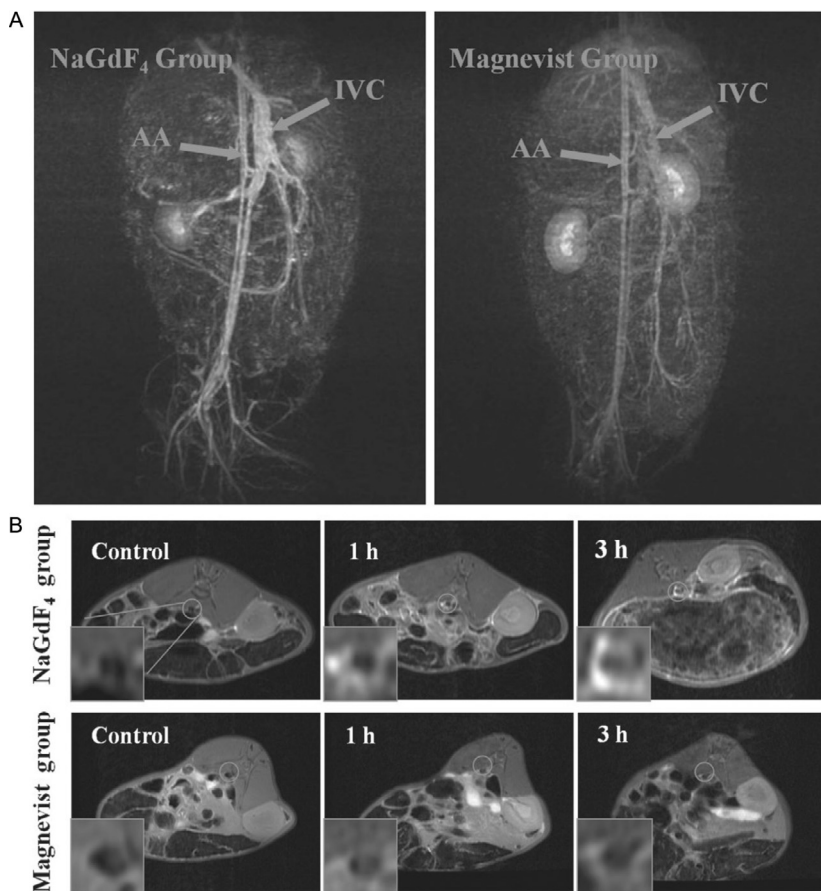 A
NaGdF₄ Group
IVC
AA
Magnevist Group
IVC
AA
B
NaGdF₄ group
Control
1 h
3 h
Magnevist group
Control
1 h
3 h